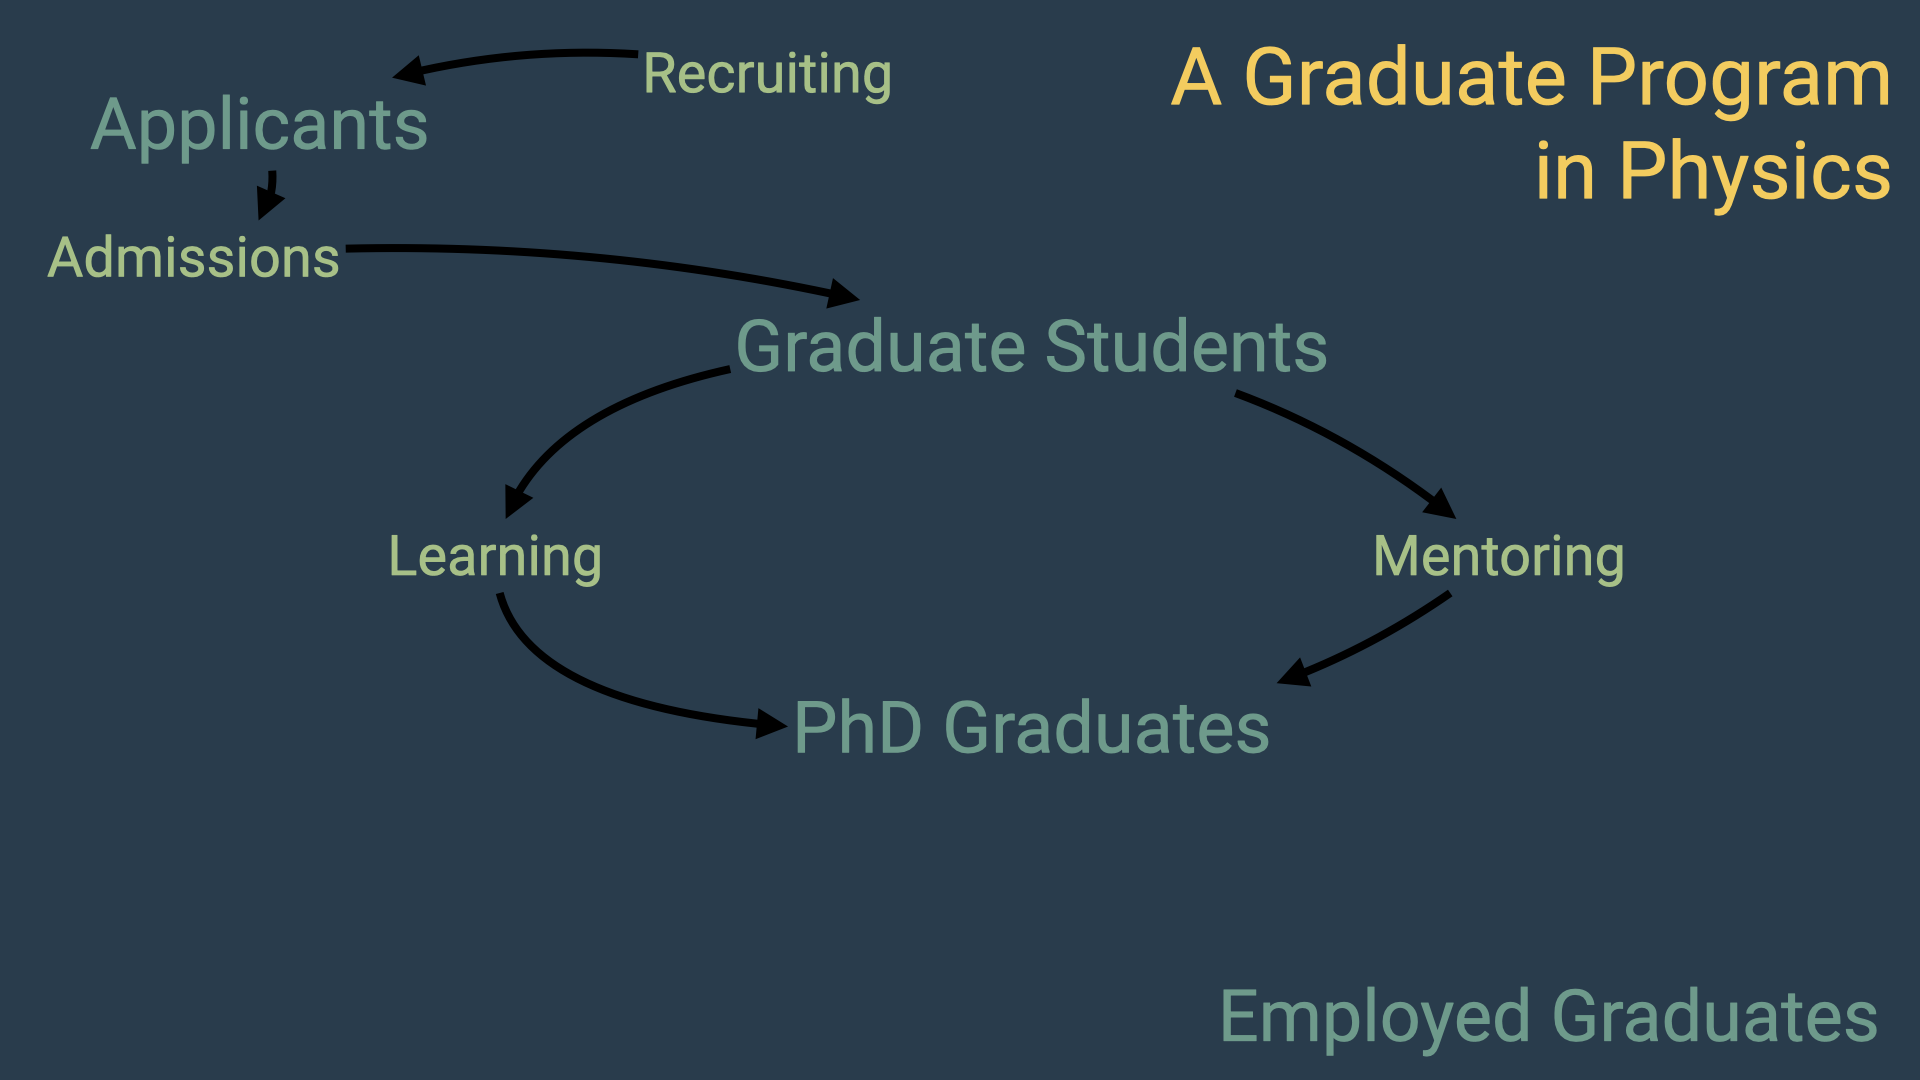 A Graduate Program
in Physics
Recruiting
Applicants
Admissions
Graduate Students
Learning
Mentoring
PhD Graduates
Employed Graduates